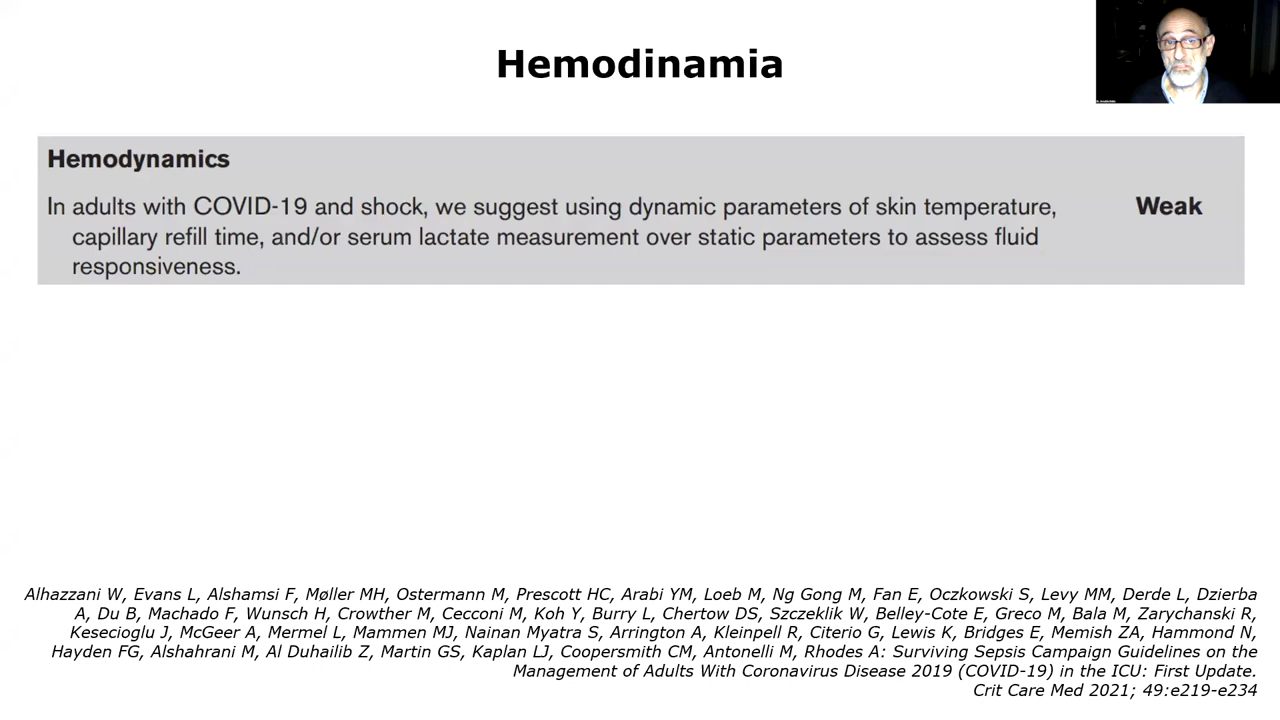 Hemodinamia
Hemodynamics
In adults with COVID-19 and shock, we suggest using dynamic parameters of skin temperature, Weak
capillary refill time, and/or serum lactate measurement over static parameters to assess fluid
responsiveness.
Alhazzani W, Evans L, Alshamsi F, Møller MH, Ostermann M, Prescott HC, Arabi YM, Loeb M, Ng Gong M, Fan E, Oczkowski S, Levy MM, Derde L, Dzierba
A, Du B, Machado F, Wunsch H, Crowther M, Cecconi M, Koh Y, Burry L, Chertow DS, Szczeklik W, Belley-Cote E, Greco M, Bala M, Zarychanski R,
Kesecioglu J, McGeer A, Mermel L, Mammen MJ, Nainan Myatra S, Arrington A, Kleinpell R, Citerio G, Lewis K, Bridges E, Memish ZA, Hammond N,
Hayden FG, Alshahrani M, Al Duhailib Z, Martin GS, Kaplan LJ, Coopersmith CM, Antonelli M, Rhodes A: Surviving Sepsis Campaign Guidelines on the
Management of Adults With Coronavirus Disease 2019 (COVID-19) in the ICU: First Update.
Crit Care Med 2021; 49:e219-e234